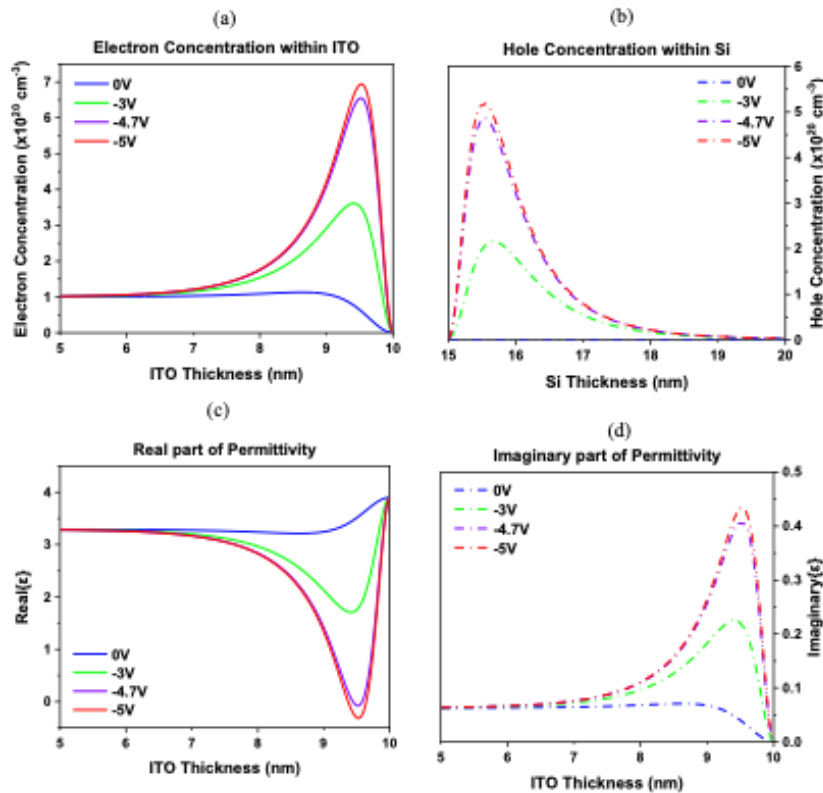 (a)
Electron Concentration within ITO
Electron Concentration (x10²⁰ cm⁻³)
7
6
5
4
3
2
1
0
0V
-3V
-4.7V
-5V
5 6 7 8 9 10
ITO Thickness (nm)
(b)
Hole Concentration within Si
0V
-3V
-4.7V
-5V
6
5
4
3
2
1
0
Hole Concentration (x10²⁰ cm⁻³)
15 16 17 18 19 20
Si Thickness (nm)
(c)
Real part of Permittivity
Real{ε}
4
3
2
1
0
0V
-3V
-4.7V
-5V
5 6 7 8 9 10
ITO Thickness (nm)
(d)
Imaginary part of Permittivity
0V
-3V
-4.7V
-5V
0.5
0.4
0.3
0.2
0.1
0.0
Imaginary{ε}
5 6 7 8 9 10
ITO Thickness (nm)